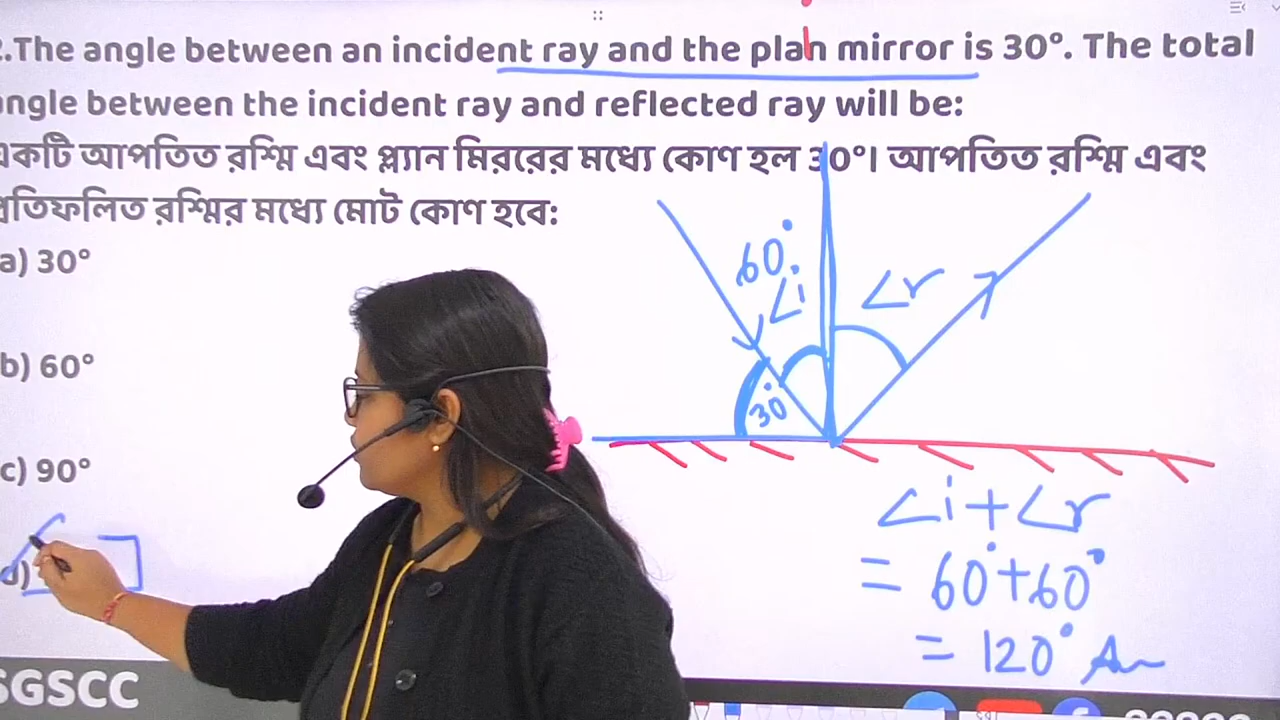 .The angle between an incident ray and the plan mirror is 30°. The total
ngle between the incident ray and reflected ray will be:
একটি আপতিত রশ্মি এবং প্ল্যান মিররের মধ্যে কোণ হল 30°। আপতিত রশ্মি এবং
প্রতিফলিত রশ্মির মধ্যে মোট কোণ হবে:
a) 30°
60°
∠i
∠r
b) 60°
30°
c) 90°
∠i+∠r
d)
= 60°+60°
= 120° An
SGSCC